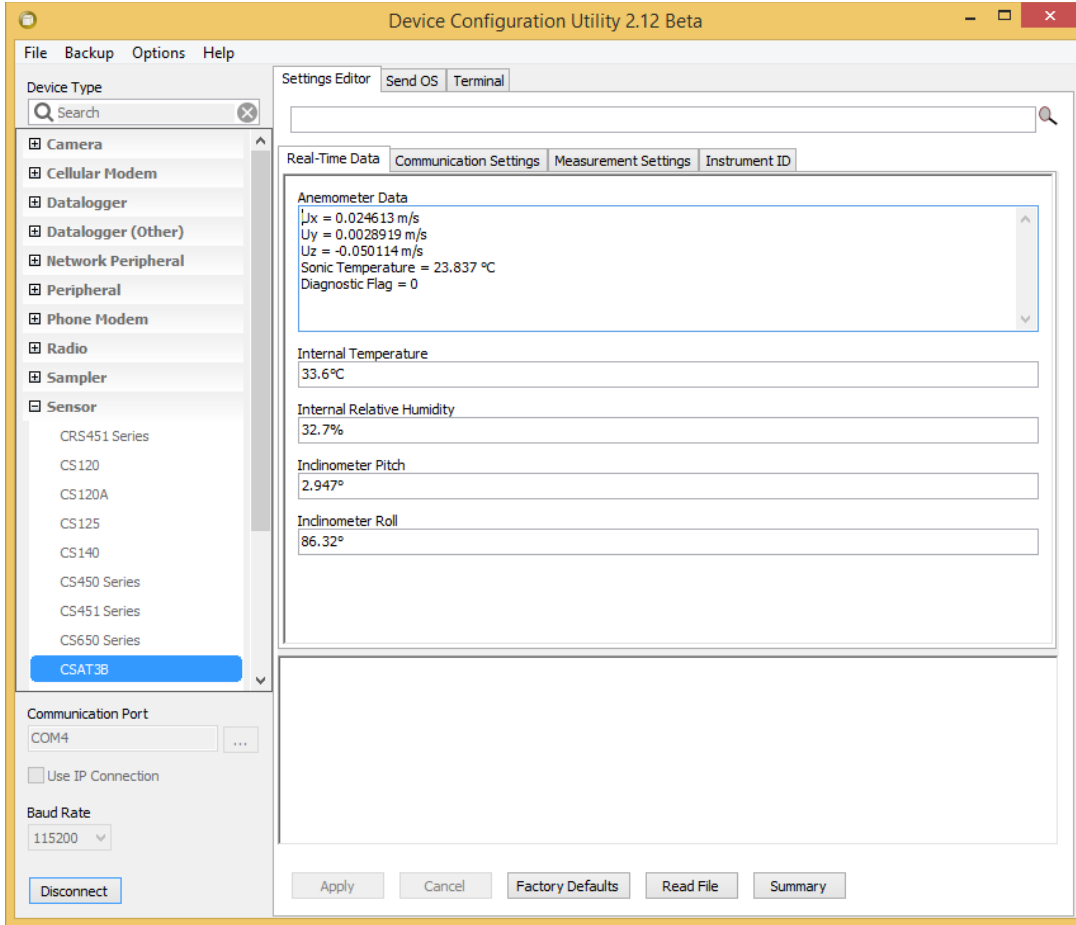 Device Configuration Utility 2.12 Beta
File Backup Options Help
Device Type
Search
Camera
Cellular Modem
Datalogger
Datalogger (Other)
Network Peripheral
Peripheral
Phone Modem
Radio
Sampler
Sensor
CRS451 Series
CS120
CS120A
CS125
CS140
CS450 Series
CS451 Series
CS650 Series
CSAT3B
Communication Port
COM4
...
Use IP Connection
Baud Rate
115200
Disconnect
Settings Editor Send OS Terminal
Real-Time Data Communication Settings Measurement Settings Instrument ID
Anemometer Data
Ux = 0.024613 m/s
Uy = 0.0028919 m/s
Uz = -0.050114 m/s
Sonic Temperature = 23.837 °C
Diagnostic Flag = 0
Internal Temperature
33.6°C
Internal Relative Humidity
32.7%
Inclinometer Pitch
2.947°
Inclinometer Roll
86.32°
Apply Cancel Factory Defaults Read File Summary